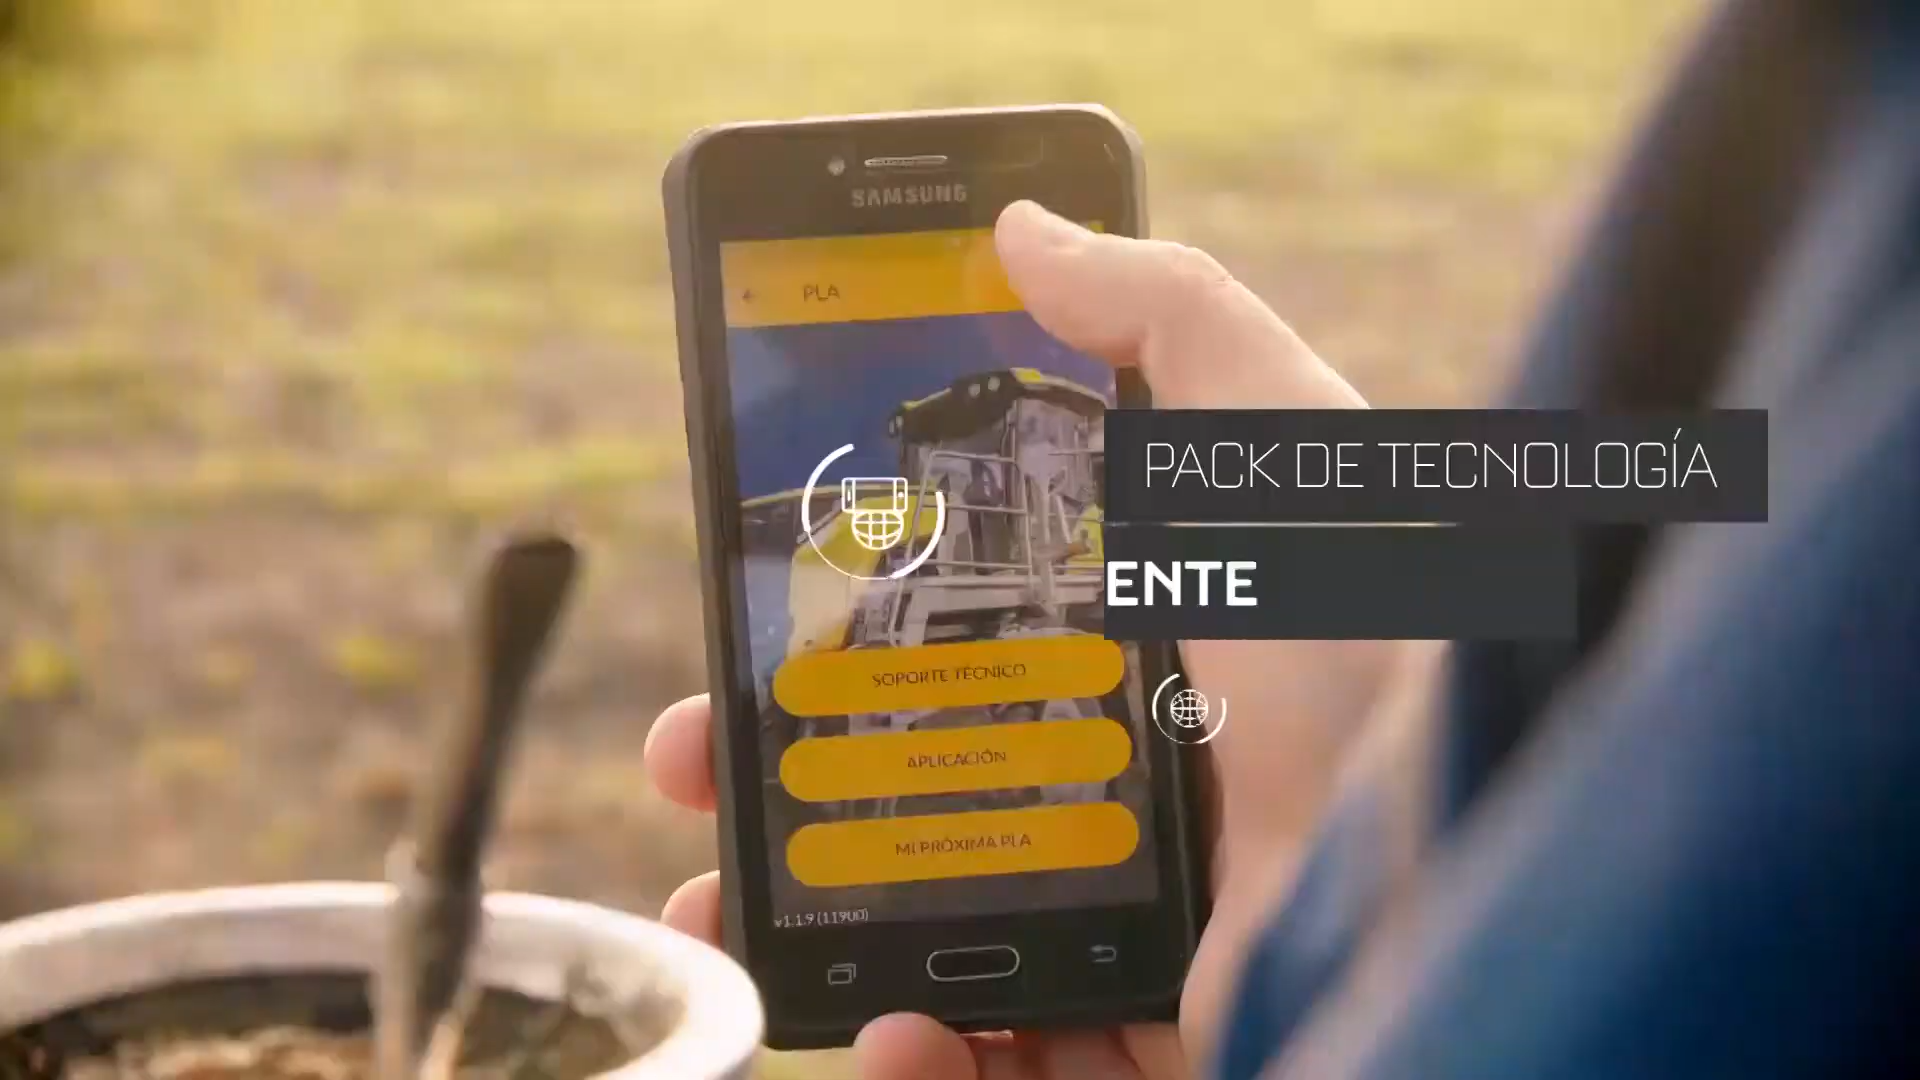 SAMSUNG
PLA
PACK DE TECNOLOGÍA
ENTE
SOPORTE TÉCNICO
APLICACIÓN
MI PRÓXIMA PLA
v1.1.9 (11900)